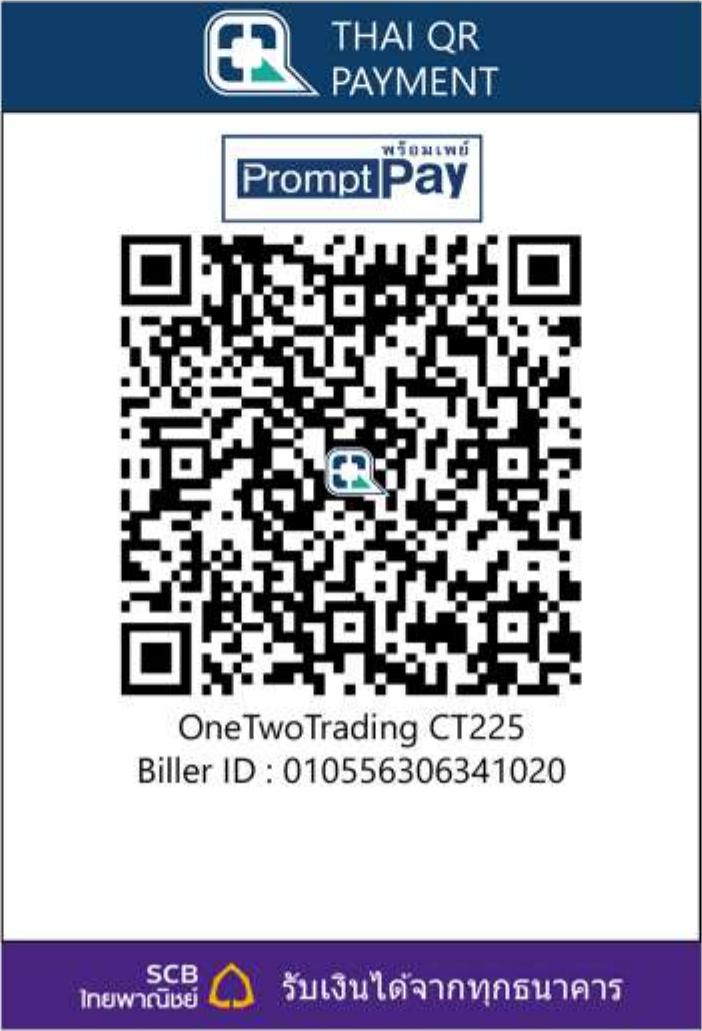 THAI QR
PAYMENT
พร้อมเพย์
Prompt Pay
OneTwoTrading CT225
Biller ID : 010556306341020
SCB
ไทยพาณิชย์
รับเงินได้จากทุกธนาคาร